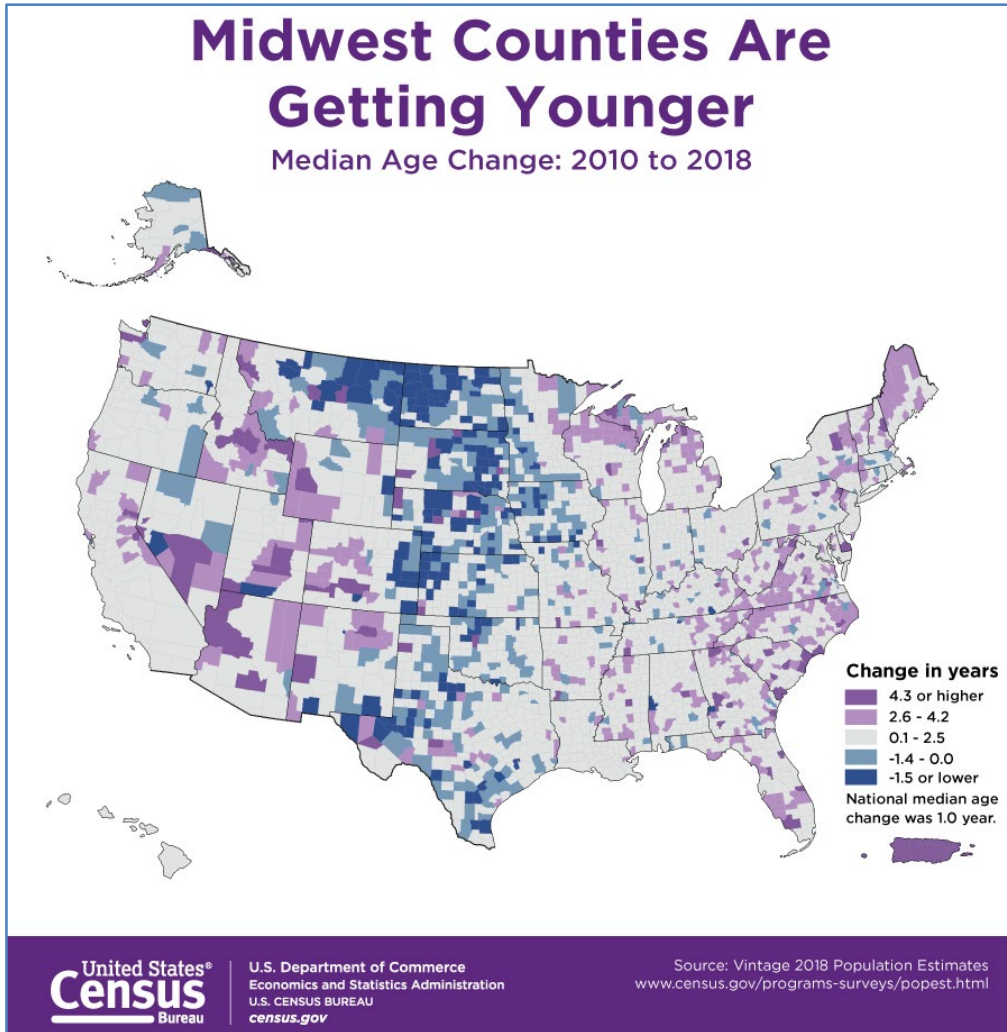 Midwest Counties Are
Getting Younger
Median Age Change: 2010 to 2018
Change in years
4.3 or higher
2.6 - 4.2
0.1 - 2.5
-1.4 - 0.0
-1.5 or lower
National median age
change was 1.0 year.
United States®
Census
Bureau
U.S. Department of Commerce
Economics and Statistics Administration
U.S. CENSUS BUREAU
census.gov
Source: Vintage 2018 Population Estimates
www.census.gov/programs-surveys/popest.html